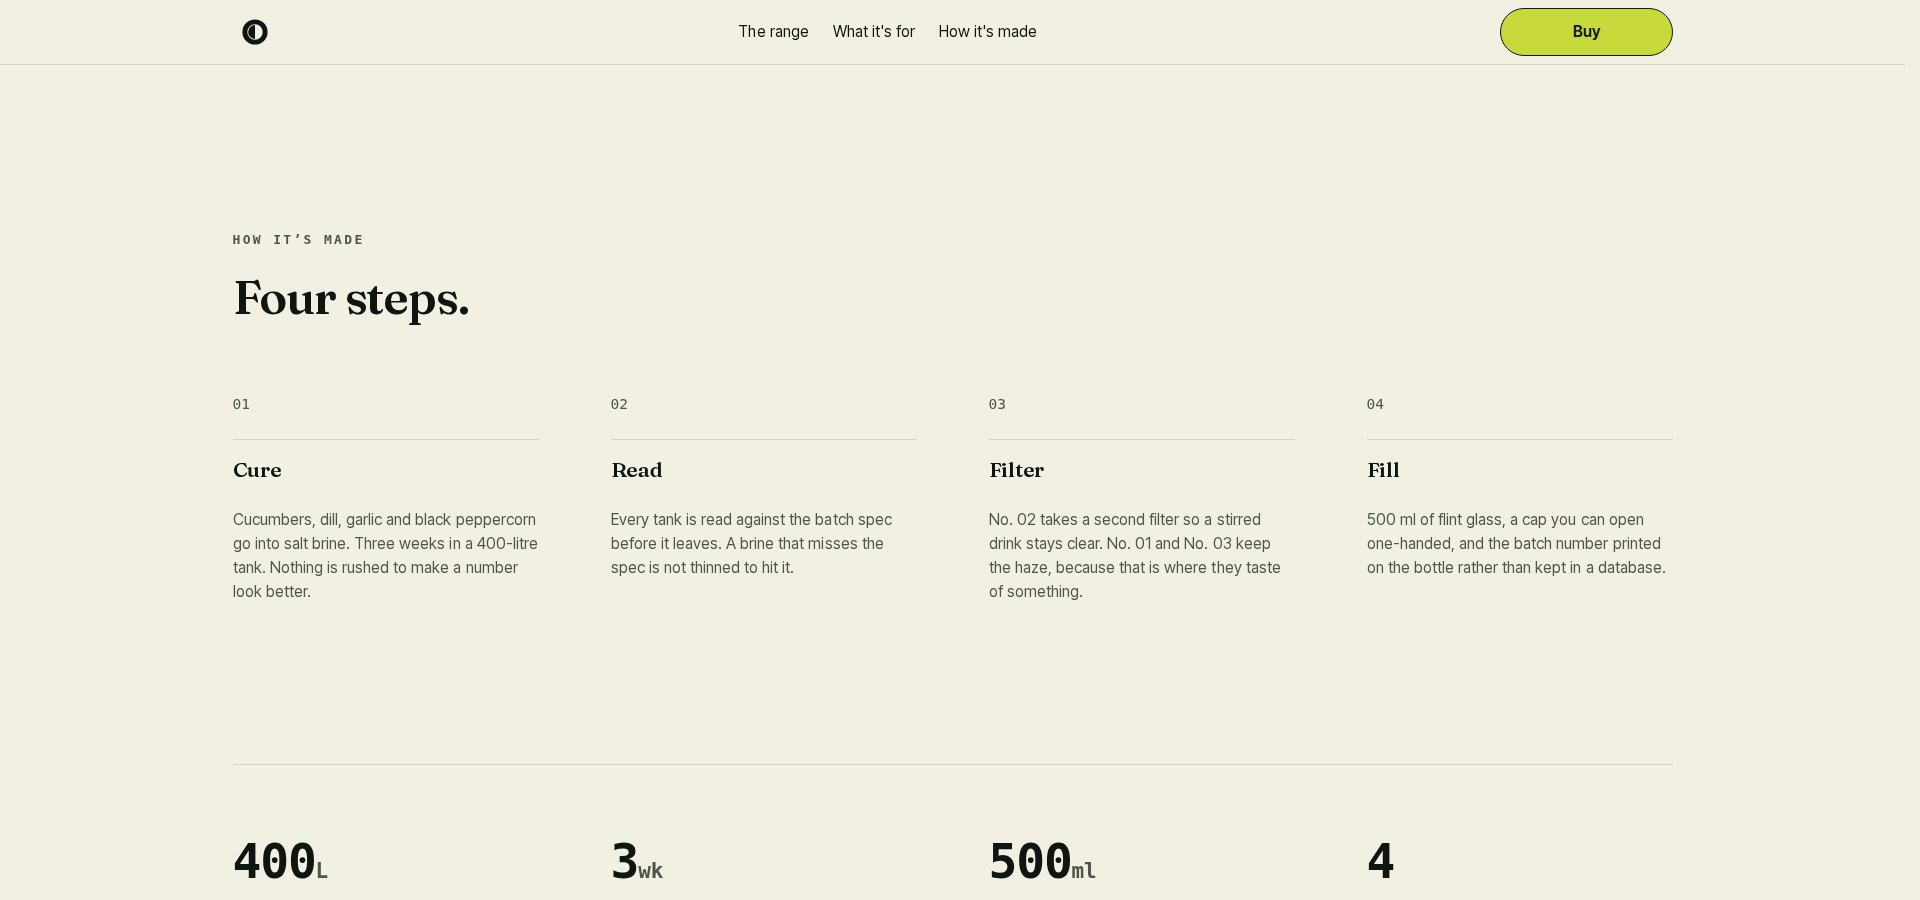 The range
What it's for
How it's made
Buy
HOW IT’S MADE
Four steps.
01
Cure
Cucumbers, dill, garlic and black peppercorn
go into salt brine. Three weeks in a 400-litre
tank. Nothing is rushed to make a number
look better.
02
Read
Every tank is read against the batch spec
before it leaves. A brine that misses the
spec is not thinned to hit it.
03
Filter
No. 02 takes a second filter so a stirred
drink stays clear. No. 01 and No. 03 keep
the haze, because that is where they taste
of something.
04
Fill
500 ml of flint glass, a cap you can open
one-handed, and the batch number printed
on the bottle rather than kept in a database.
400L
3wk
500ml
4